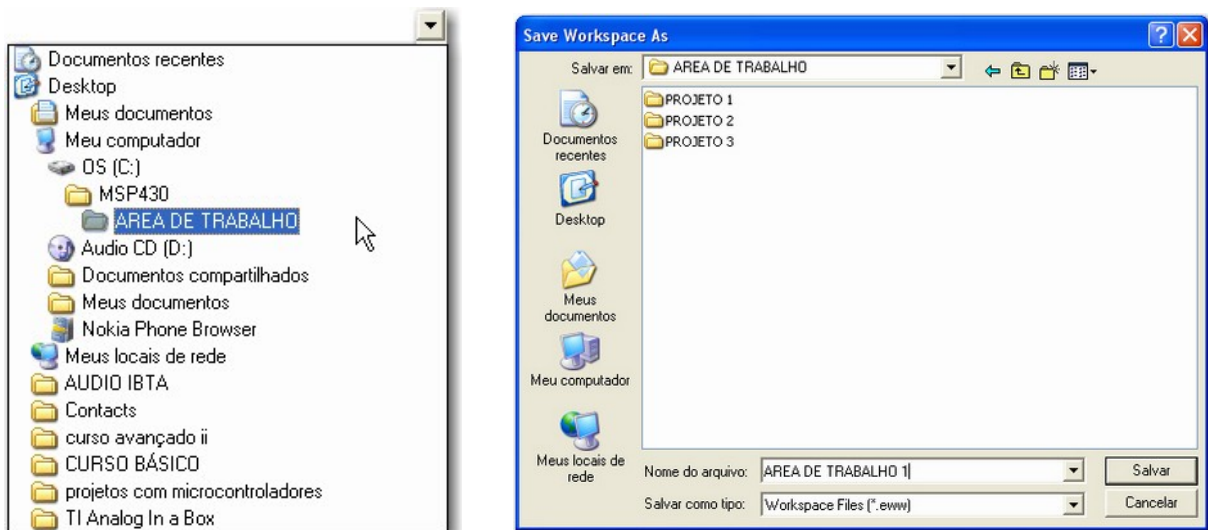 Documentos recentes
Desktop
Meus documentos
Meu computador
OS (C:)
MSP430
AREA DE TRABALHO
Audio CD (D:)
Documentos compartilhados
Meus documentos
Nokia Phone Browser
Meus locais de rede
AUDIO IBTA
Contacts
curso avançado ii
CURSO BÁSICO
projetos com microcontroladores
TI Analog In a Box
Save Workspace As
Salvar em: AREA DE TRABALHO
PROJETO 1
PROJETO 2
PROJETO 3
Documentos
recentes
Desktop
Meus
documentos
Meu computador
Meus locais de
rede
Nome do arquivo: AREA DE TRABALHO 1 Salvar
Salvar como tipo: Workspace Files (*.eww) Cancelar